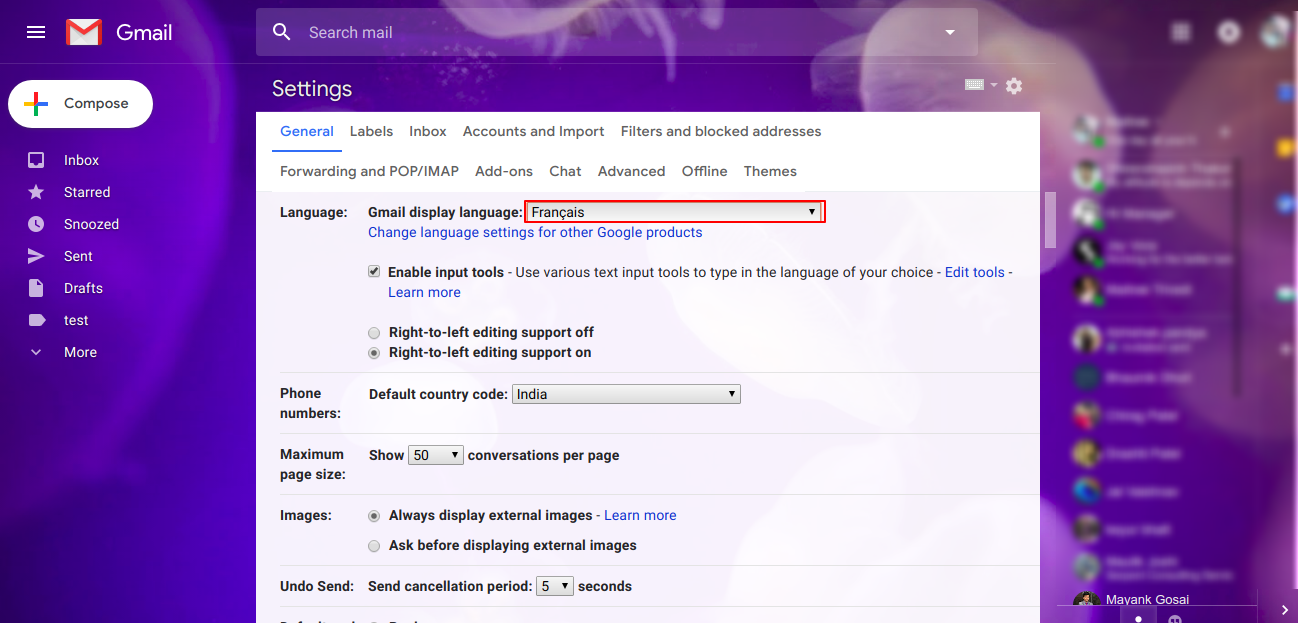 Gmail
Search mail
Settings
Compose
Inbox
Starred
Snoozed
Sent
Drafts
test
More
General Labels Inbox Accounts and Import Filters and blocked addresses
Forwarding and POP/IMAP Add-ons Chat Advanced Offline Themes
Language: Gmail display language: Français
Change language settings for other Google products
Enable input tools - Use various text input tools to type in the language of your choice - Edit tools -
Learn more
Right-to-left editing support off
Right-to-left editing support on
Phone numbers: Default country code: India
Maximum page size: Show 50 conversations per page
Images: Always display external images - Learn more
Ask before displaying external images
Undo Send: Send cancellation period: 5 seconds
Mayank Gosai